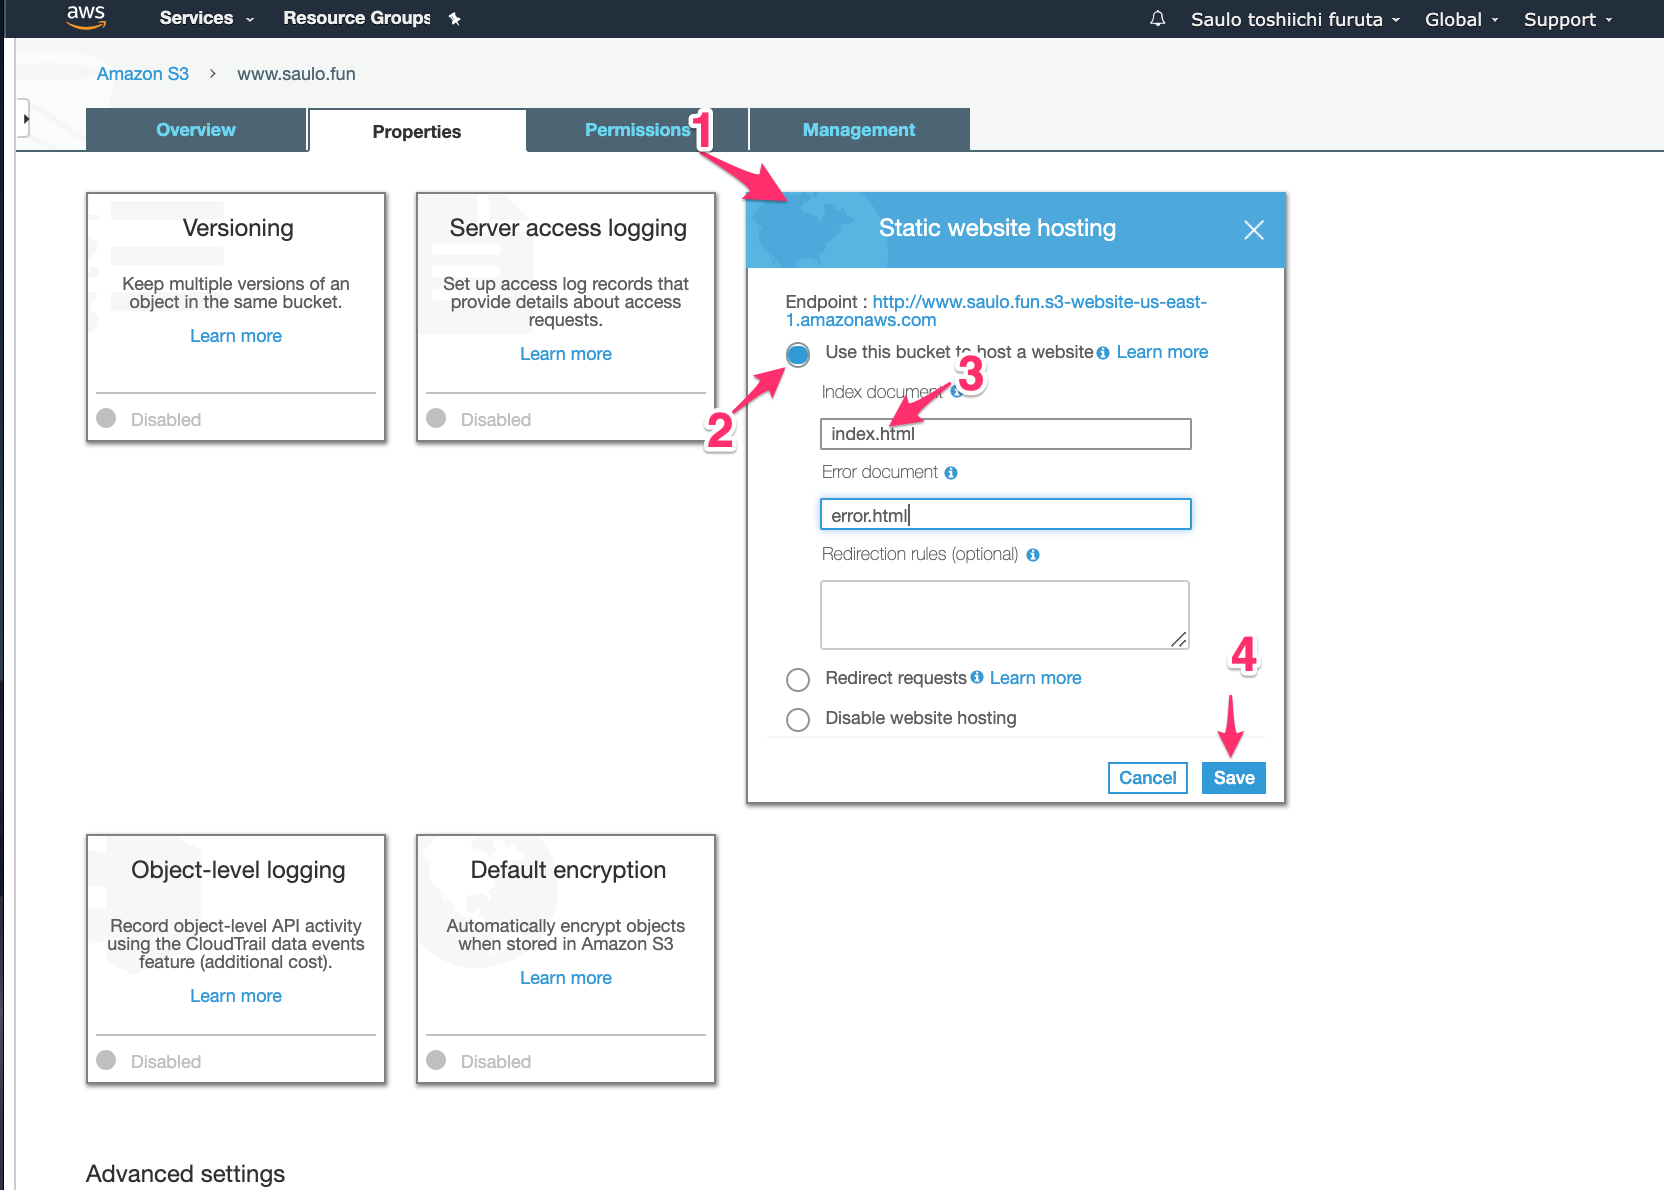 aws Services Resource Groups Saulo toshiichi furuta Global Support
Amazon S3 > www.saulo.fun
Overview Properties Permissions Management
1
Versioning
Keep multiple versions of an
object in the same bucket.
Learn more
Disabled
Server access logging
Set up access log records that
provide details about access
requests.
Learn more
Disabled
Static website hosting
Endpoint : http://www.saulo.fun.s3-website-us-east-
1.amazonaws.com
Use this bucket to host a website Learn more
2
3
Index document
index.html
Error document
error.html
Redirection rules (optional)
Redirect requests Learn more
Disable website hosting
4
Cancel Save
Object-level logging
Record object-level API activity
using the CloudTrail data events
feature (additional cost).
Learn more
Disabled
Default encryption
Automatically encrypt objects
when stored in Amazon S3
Learn more
Disabled
Advanced settings